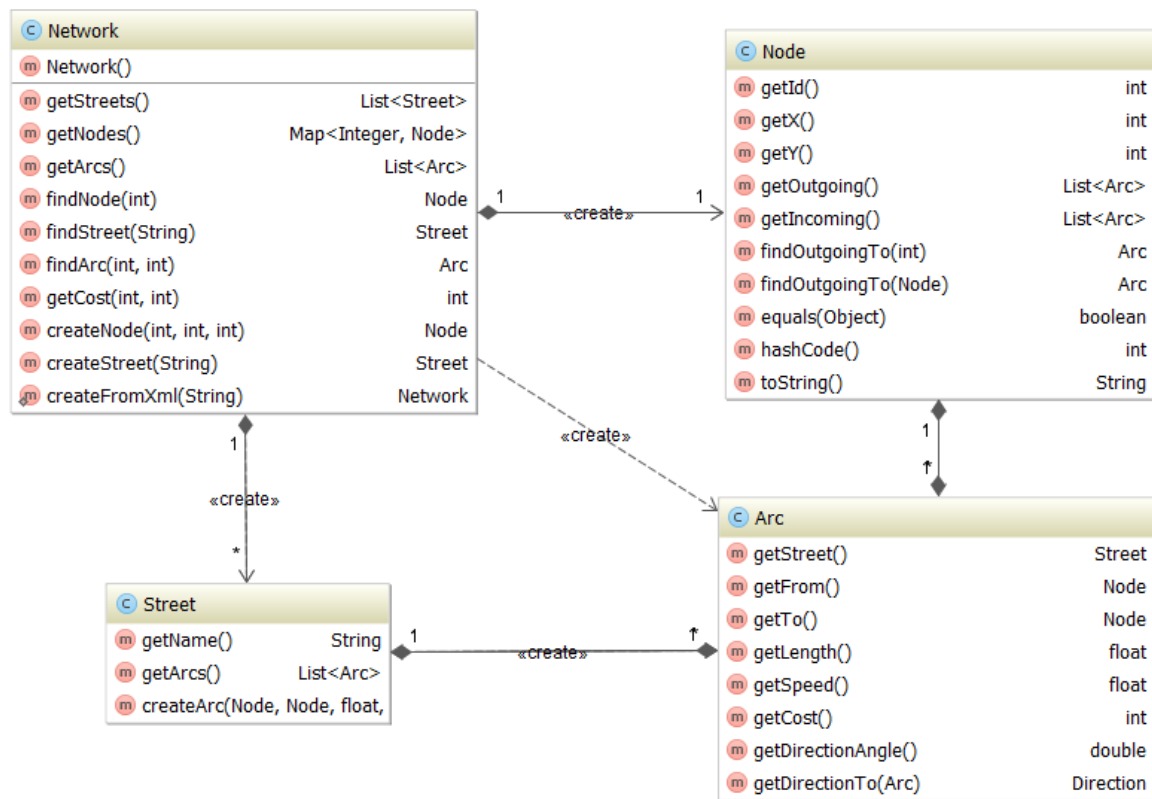 C Network
m Network()
m getStreets() List<Street>
m getNodes() Map<Integer, Node>
m getArcs() List<Arc>
m findNode(int) Node
m findStreet(String) Street
m findArc(int, int) Arc
m getCost(int, int) int
m createNode(int, int, int) Node
m createStreet(String) Street
m createFromXml(String) Network
1 «create» 1
C Node
m getId() int
m getX() int
m getY() int
m getOutgoing() List<Arc>
m getIncoming() List<Arc>
m findOutgoingTo(int) Arc
m findOutgoingTo(Node) Arc
m equals(Object) boolean
m hashCode() int
m toString() String
1
«create»
*
«create»
1
*
C Street
m getName() String
m getArcs() List<Arc>
m createArc(Node, Node, float,
1 «create» *
C Arc
m getStreet() Street
m getFrom() Node
m getTo() Node
m getLength() float
m getSpeed() float
m getCost() int
m getDirectionAngle() double
m getDirectionTo(Arc) Direction